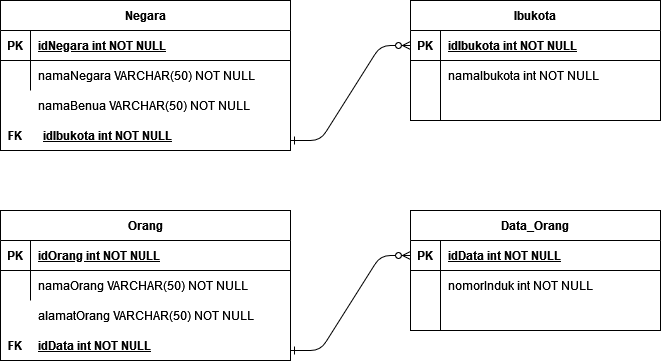 Negara
PK idNegara int NOT NULL
namaNegara VARCHAR(50) NOT NULL
namaBenua VARCHAR(50) NOT NULL
FK idIbukota int NOT NULL
Ibukota
PK idIbukota int NOT NULL
namaIbukota int NOT NULL
Orang
PK idOrang int NOT NULL
namaOrang VARCHAR(50) NOT NULL
alamatOrang VARCHAR(50) NOT NULL
FK idData int NOT NULL
Data_Orang
PK idData int NOT NULL
nomorInduk int NOT NULL